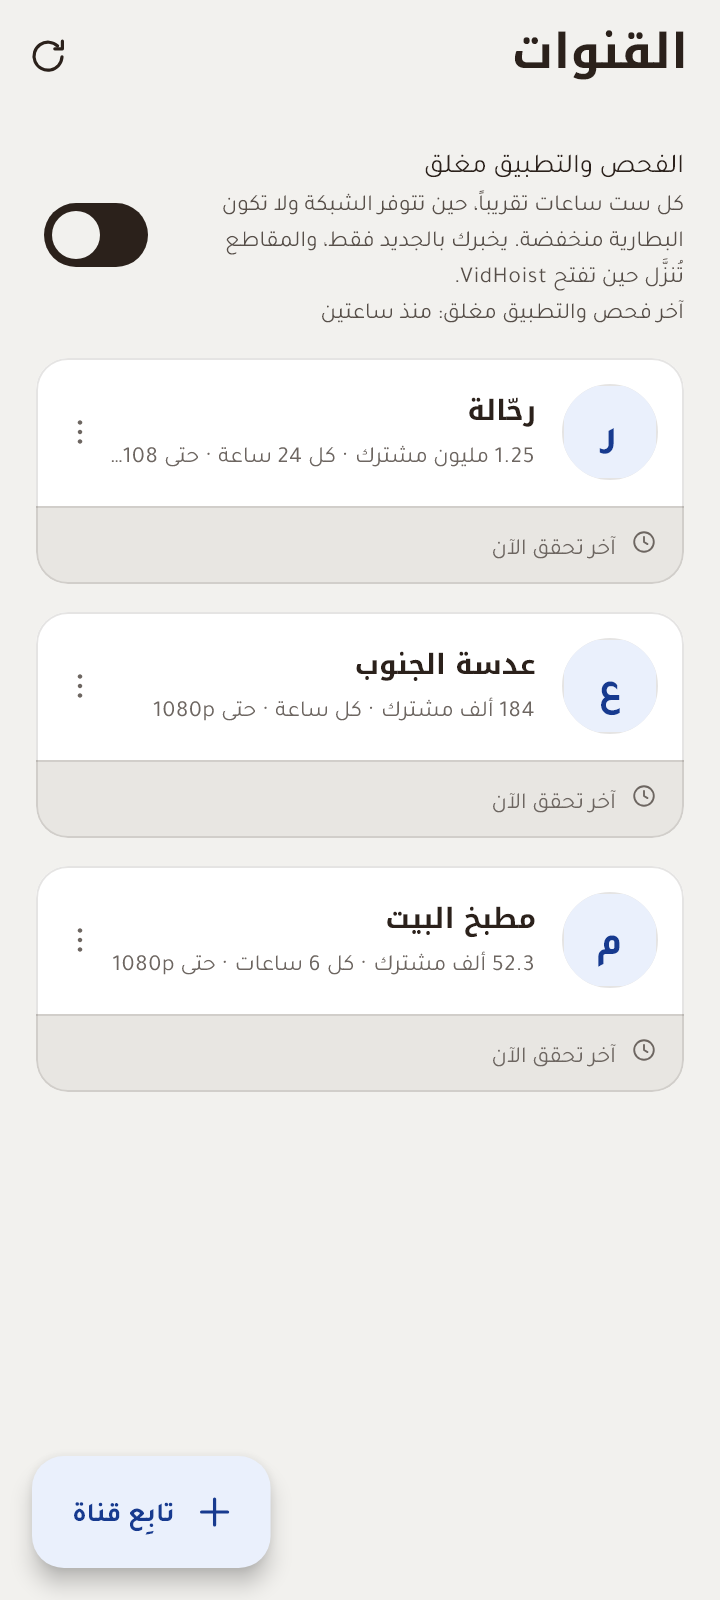 القنوات
الفحص والتطبيق مغلق
كل ست ساعات تقريباً، حين تتوفر الشبكة ولا تكون
البطارية منخفضة. يخبرك بالجديد فقط، والمقاطع
تُنزَّل حين تفتح VidHoist.
آخر فحص والتطبيق مغلق: منذ ساعتين
ر
رحّالة
1.25 مليون مشترك · كل 24 ساعة · حتى 108…
آخر تحقق الآن
ع
عدسة الجنوب
184 ألف مشترك · كل ساعة · حتى 1080p
آخر تحقق الآن
م
مطبخ البيت
52.3 ألف مشترك · كل 6 ساعات · حتى 1080p
آخر تحقق الآن
تابِع قناة